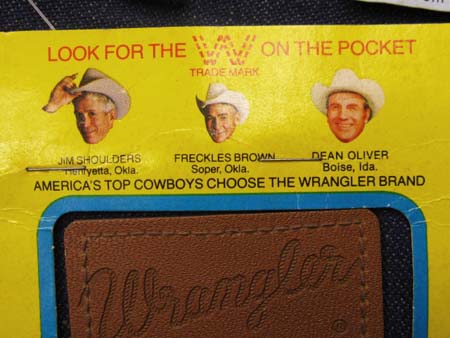 LOOK FOR THE W ON THE POCKET
TRADE MARK
JIM SHOULDERS FRECKLES BROWN DEAN OLIVER
Henryetta, Okla. Soper, Okla. Boise, Ida.
AMERICA'S TOP COWBOYS CHOOSE THE WRANGLER BRAND
Wrangler
®